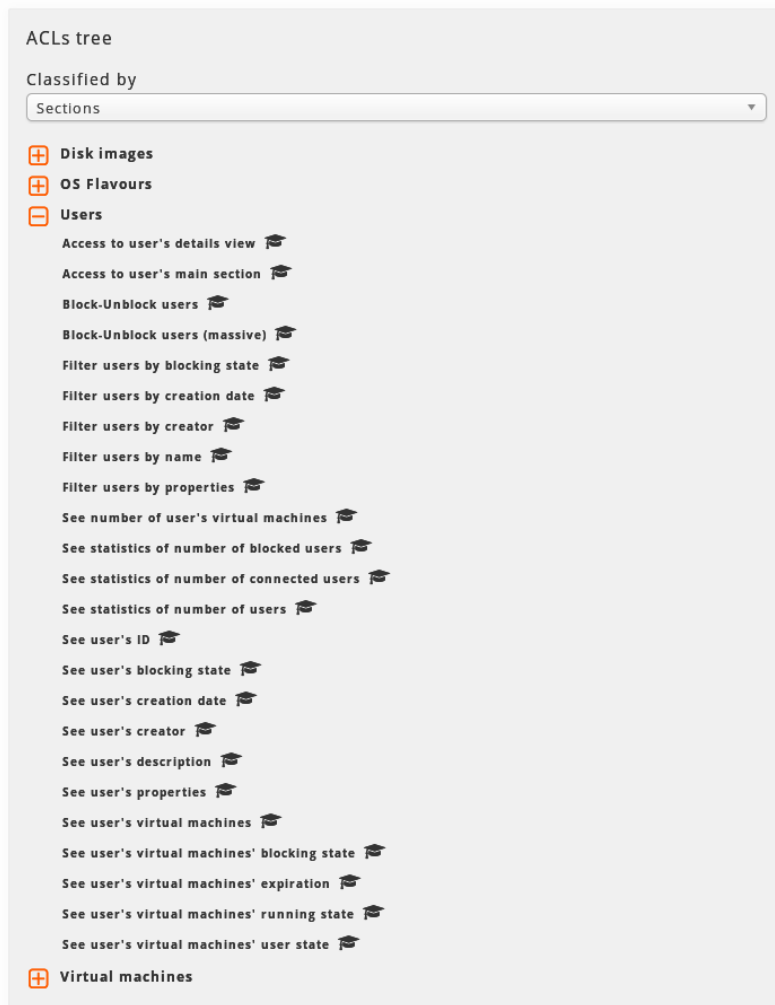 ACLs tree
Classified by
Sections
Disk images
OS Flavours
Users
Access to user's details view
Access to user's main section
Block-Unblock users
Block-Unblock users (massive)
Filter users by blocking state
Filter users by creation date
Filter users by creator
Filter users by name
Filter users by properties
See number of user's virtual machines
See statistics of number of blocked users
See statistics of number of connected users
See statistics of number of users
See user's ID
See user's blocking state
See user's creation date
See user's creator
See user's description
See user's properties
See user's virtual machines
See user's virtual machines' blocking state
See user's virtual machines' expiration
See user's virtual machines' running state
See user's virtual machines' user state
Virtual machines